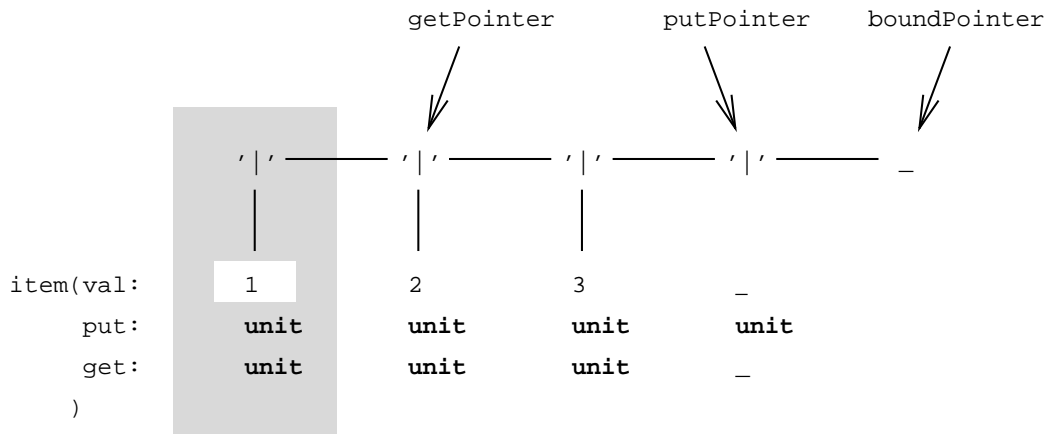 getPointer putPointer boundPointer
'|' '|' '|' '|' _
item(val: 1 2 3 _
put: unit unit unit unit
get: unit unit unit _
)